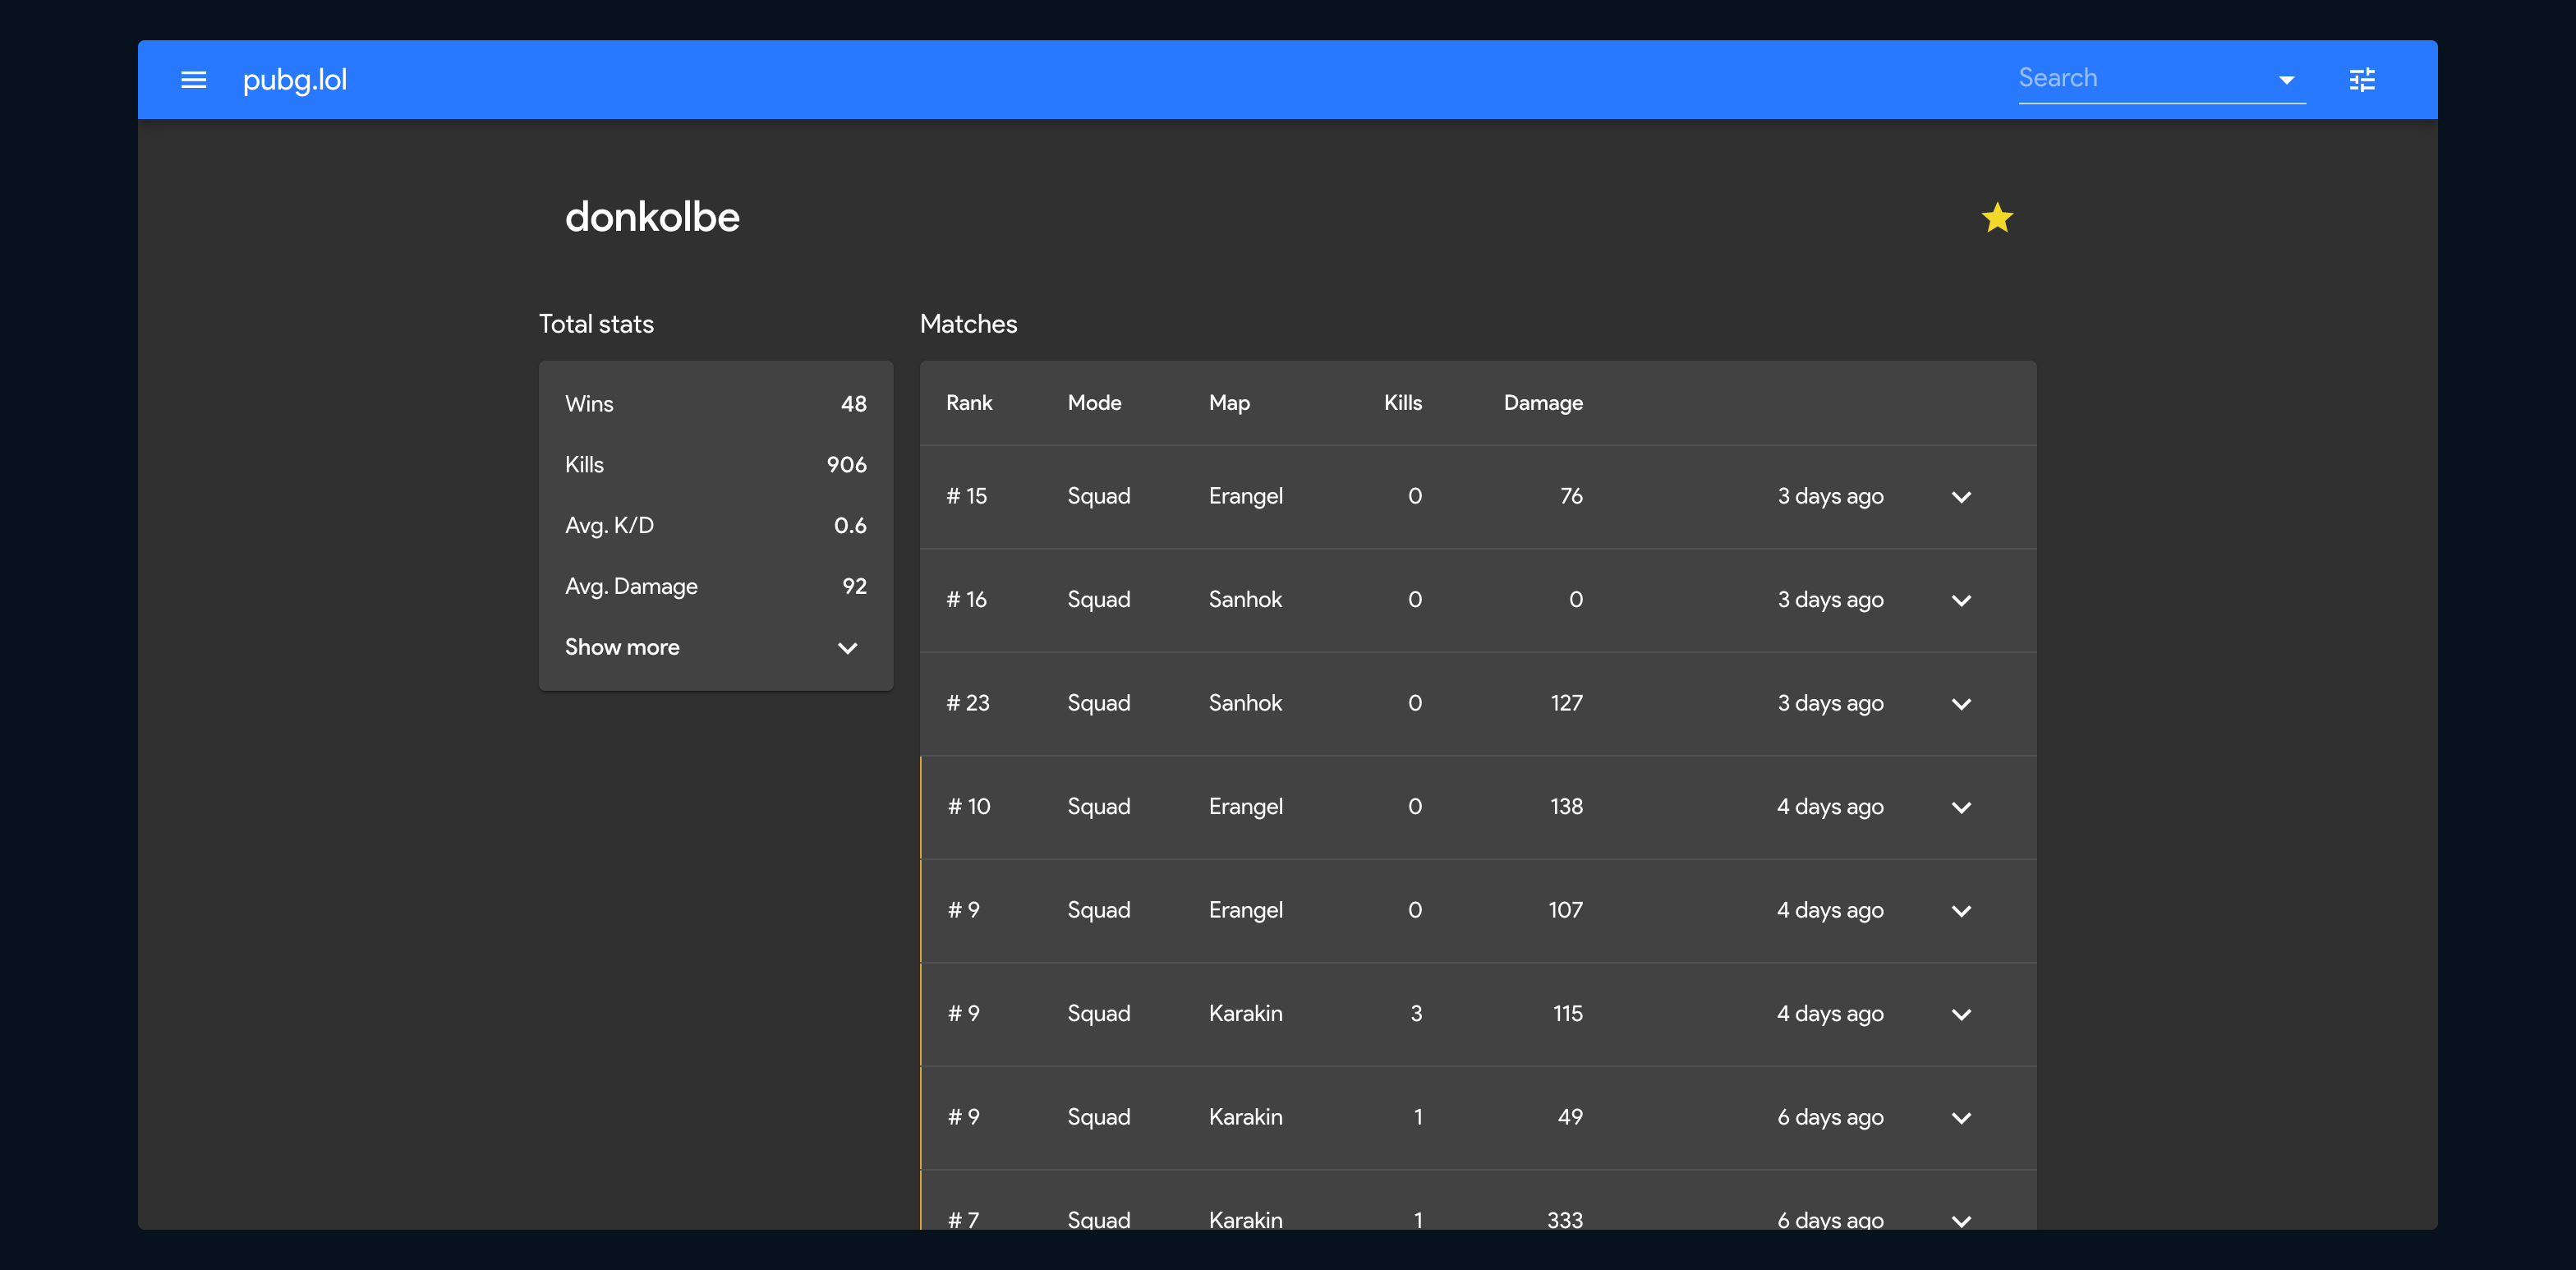 pubg.lol Search
donkolbe
Total stats
Wins 48
Kills 906
Avg. K/D 0.6
Avg. Damage 92
Show more
Matches
Rank Mode Map Kills Damage
# 15 Squad Erangel 0 76 3 days ago
# 16 Squad Sanhok 0 0 3 days ago
# 23 Squad Sanhok 0 127 3 days ago
# 10 Squad Erangel 0 138 4 days ago
# 9 Squad Erangel 0 107 4 days ago
# 9 Squad Karakin 3 115 4 days ago
# 9 Squad Karakin 1 49 6 days ago
# 7 Squad Karakin 1 333 6 days ago